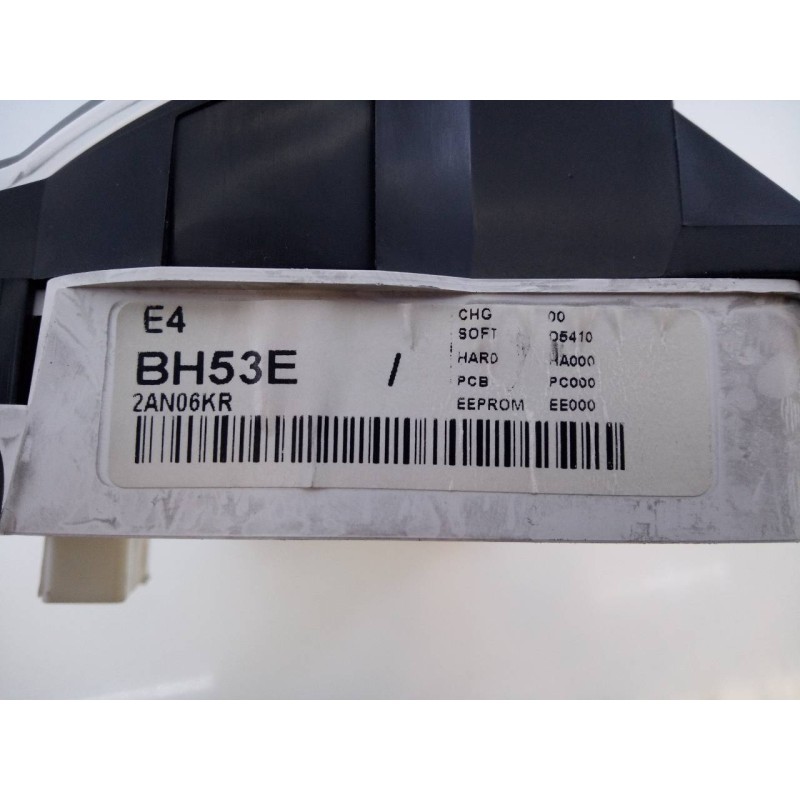 E4
BH53E /
2AN06KR
CHG 00
SOFT 05410
HARD HA000
PCB PC000
EEPROM EE000